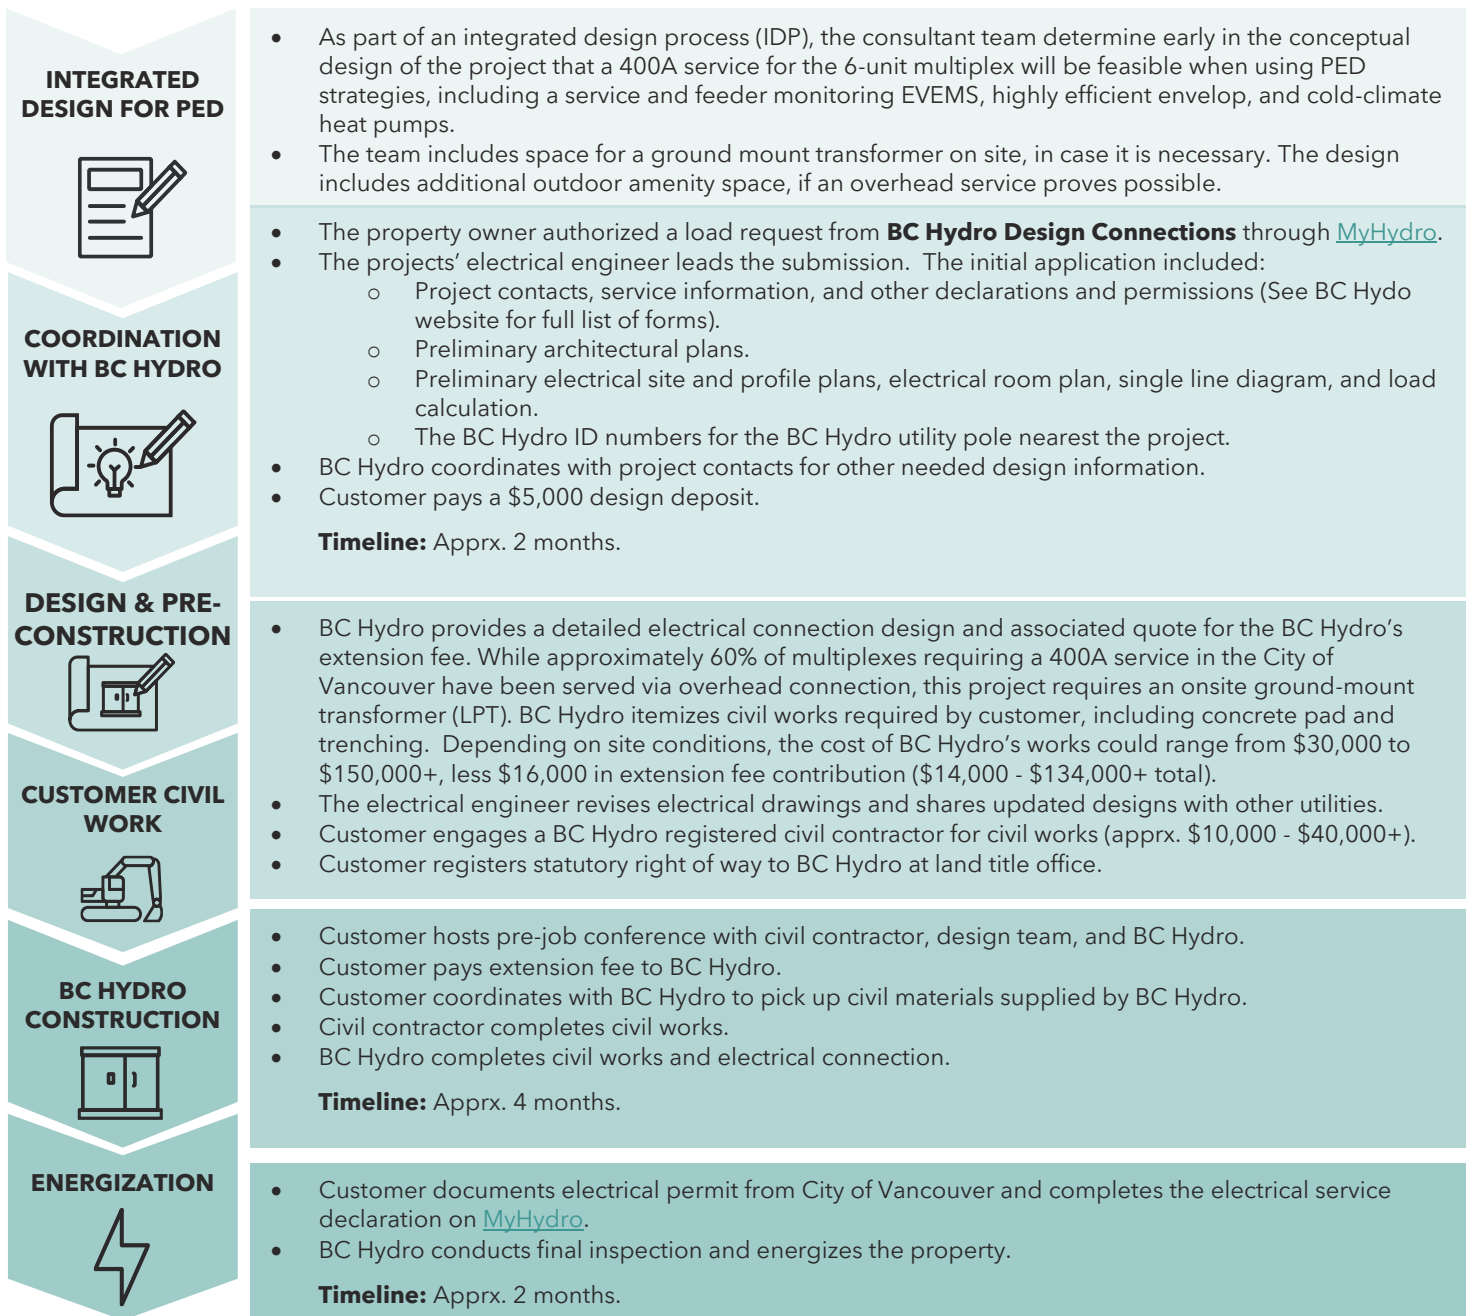 INTEGRATED
DESIGN FOR PED
• As part of an integrated design process (IDP), the consultant team determine early in the conceptual
design of the project that a 400A service for the 6-unit multiplex will be feasible when using PED
strategies, including a service and feeder monitoring EVEMS, highly efficient envelop, and cold-climate
heat pumps.
• The team includes space for a ground mount transformer on site, in case it is necessary. The design
includes additional outdoor amenity space, if an overhead service proves possible.
COORDINATION
WITH BC HYDRO
• The property owner authorized a load request from BC Hydro Design Connections through MyHydro.
• The projects' electrical engineer leads the submission. The initial application included:
o Project contacts, service information, and other declarations and permissions (See BC Hydo
website for full list of forms).
o Preliminary architectural plans.
o Preliminary electrical site and profile plans, electrical room plan, single line diagram, and load
calculation.
o The BC Hydro ID numbers for the BC Hydro utility pole nearest the project.
• BC Hydro coordinates with project contacts for other needed design information.
• Customer pays a $5,000 design deposit.
Timeline: Apprx. 2 months.
DESIGN & PRE-
CONSTRUCTION
• BC Hydro provides a detailed electrical connection design and associated quote for the BC Hydro's
extension fee. While approximately 60% of multiplexes requiring a 400A service in the City of
Vancouver have been served via overhead connection, this project requires an onsite ground-mount
transformer (LPT). BC Hydro itemizes civil works required by customer, including concrete pad and
trenching. Depending on site conditions, the cost of BC Hydro's works could range from $30,000 to
$150,000+, less $16,000 in extension fee contribution ($14,000 - $134,000+ total).
• The electrical engineer revises electrical drawings and shares updated designs with other utilities.
• Customer engages a BC Hydro registered civil contractor for civil works (apprx. $10,000 - $40,000+).
• Customer registers statutory right of way to BC Hydro at land title office.
CUSTOMER CIVIL
WORK
• Customer hosts pre-job conference with civil contractor, design team, and BC Hydro.
• Customer pays extension fee to BC Hydro.
• Customer coordinates with BC Hydro to pick up civil materials supplied by BC Hydro.
• Civil contractor completes civil works.
• BC Hydro completes civil works and electrical connection.
Timeline: Apprx. 4 months.
BC HYDRO
CONSTRUCTION
ENERGIZATION
• Customer documents electrical permit from City of Vancouver and completes the electrical service
declaration on MyHydro.
• BC Hydro conducts final inspection and energizes the property.
Timeline: Apprx. 2 months.